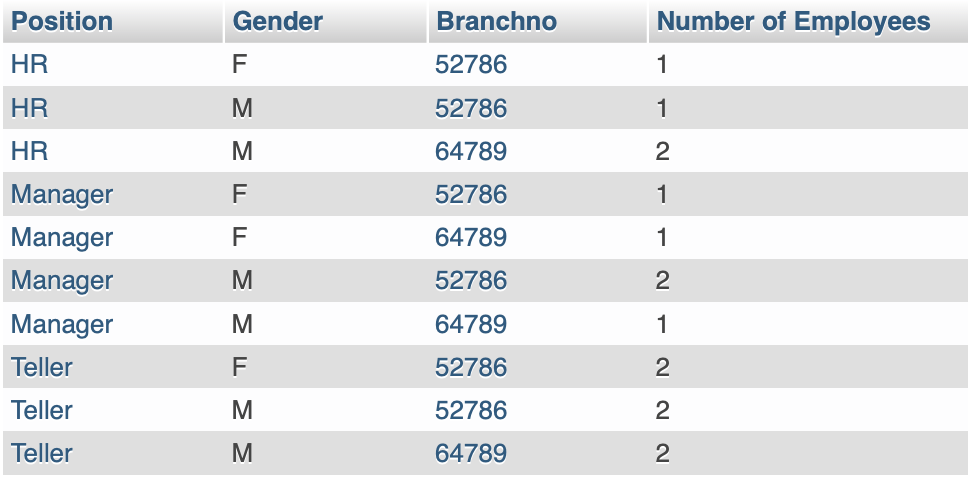 Position Gender Branchno Number of Employees
HR F 52786 1
HR M 52786 1
HR M 64789 2
Manager F 52786 1
Manager F 64789 1
Manager M 52786 2
Manager M 64789 1
Teller F 52786 2
Teller M 52786 2
Teller M 64789 2